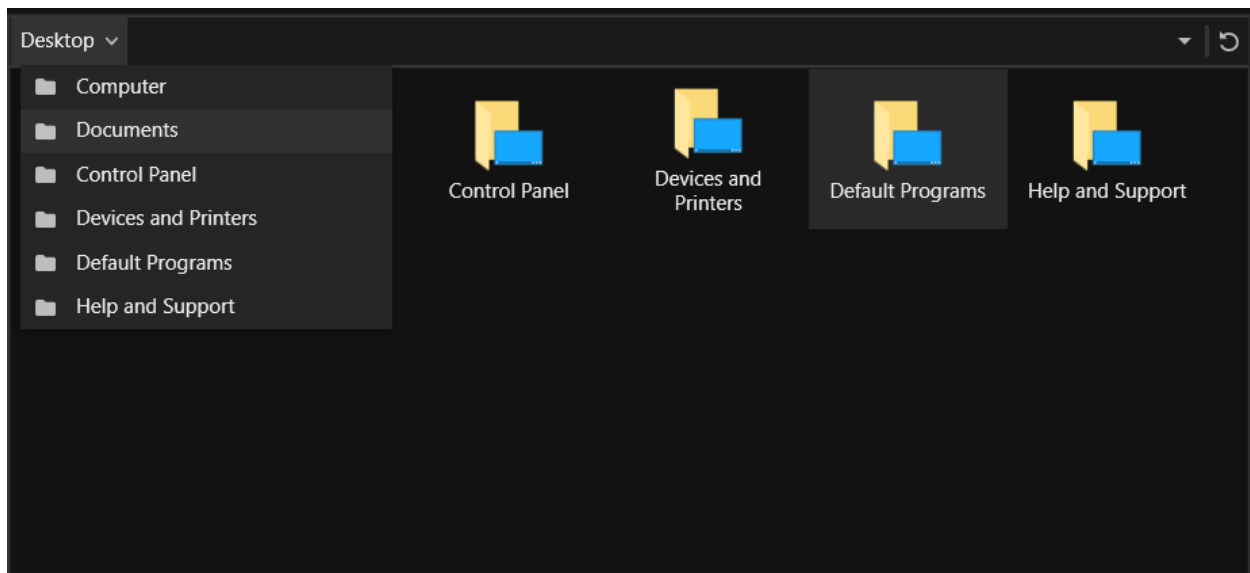 Desktop
Computer
Documents
Control Panel
Devices and Printers
Default Programs
Help and Support
Control Panel
Devices and
Printers
Default Programs
Help and Support